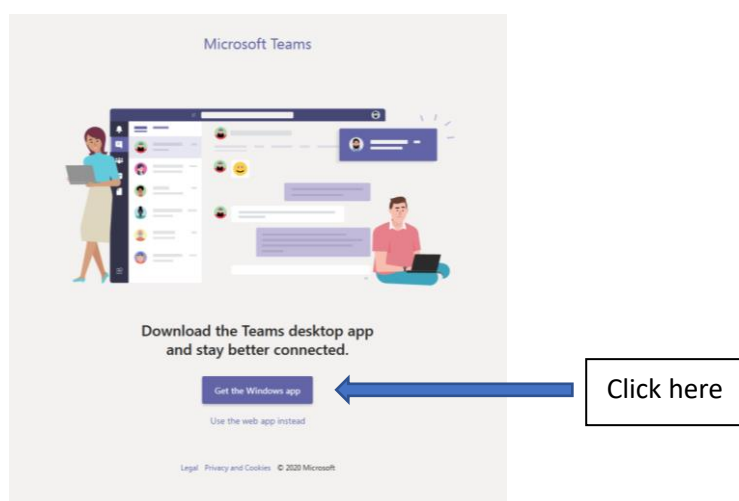 Microsoft Teams
Download the Teams desktop app
and stay better connected.
Get the Windows app
Click here
Use the web app instead
Legal Privacy and Cookies © 2020 Microsoft